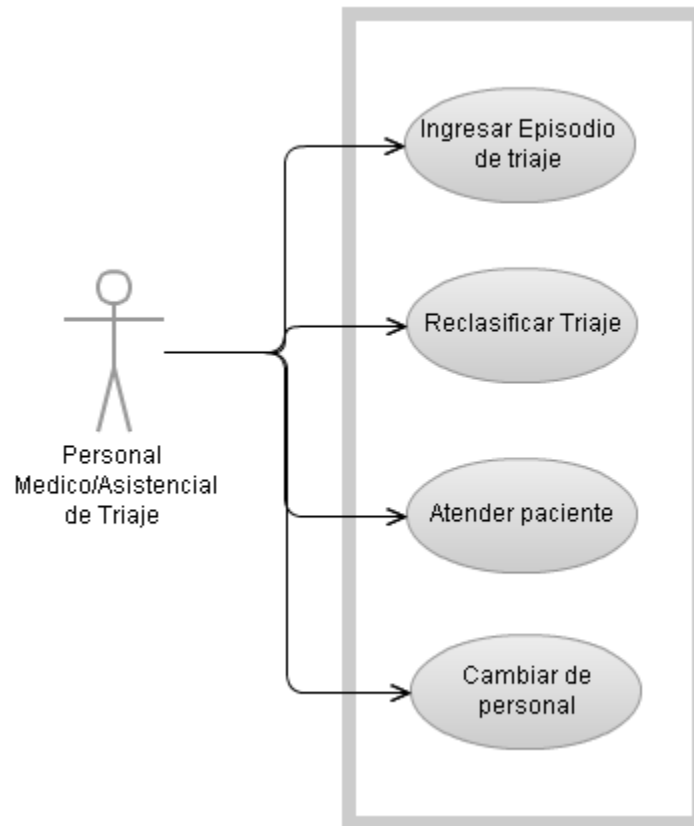 Ingresar Episodio
de triaje
Reclasificar Triaje
Personal
Medico/Asistencial
de Triaje
Atender paciente
Cambiar de
personal